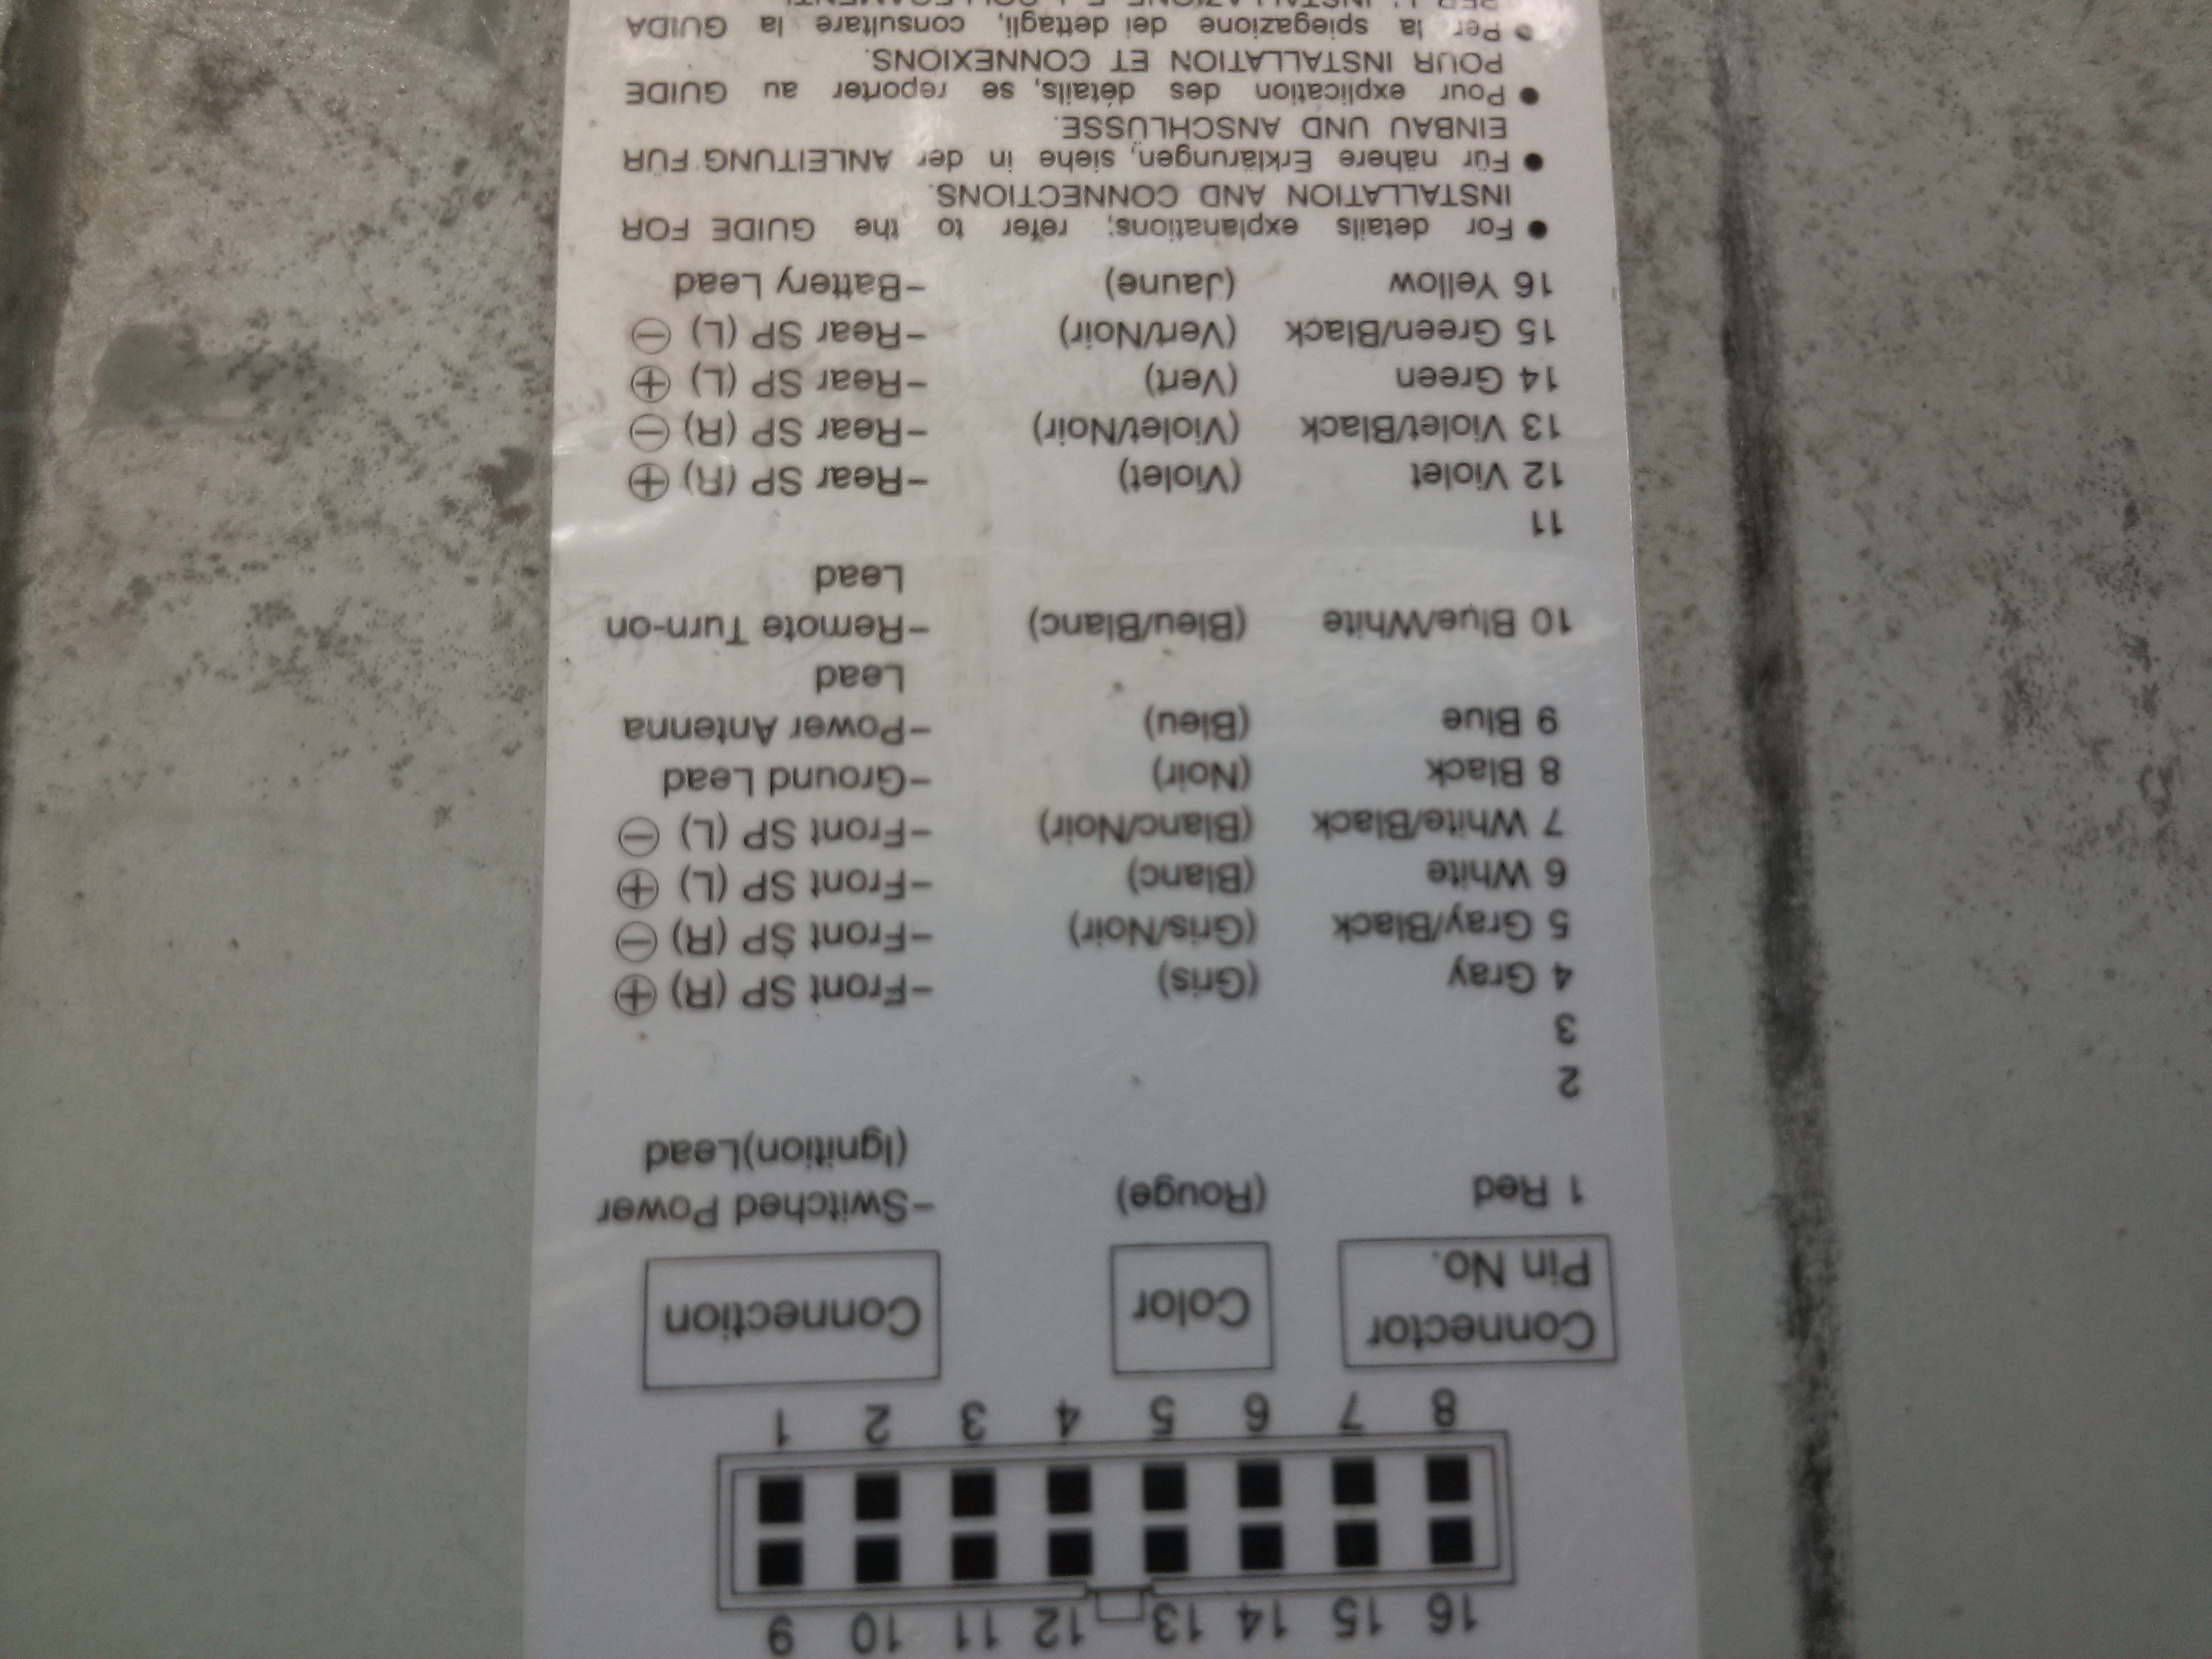 16 15 14 13 12 11 10 9
8 7 6 5 4 3 2 1
Connector Pin No. Color Connection
1 Red (Rouge) -Switched Power
(Ignition)Lead
2
3
4 Gray (Gris) -Front SP (R) ⊕
5 Gray/Black (Gris/Noir) -Front SP (R) ⊖
6 White (Blanc) -Front SP (L) ⊕
7 White/Black (Blanc/Noir) -Front SP (L) ⊖
8 Black (Noir) -Ground Lead
9 Blue (Bleu) -Power Antenna
Lead
10 Blue/White (Bleu/Blanc) -Remote Turn-on
Lead
11
12 Violet (Violet) -Rear SP (R) ⊕
13 Violet/Black (Violet/Noir) -Rear SP (R) ⊖
14 Green (Vert) -Rear SP (L) ⊕
15 Green/Black (Vert/Noir) -Rear SP (L) ⊖
16 Yellow (Jaune) -Battery Lead
● For details explanations, refer to the GUIDE FOR
INSTALLATION AND CONNECTIONS.
● Für nähere Erklärungen, siehe in der ANLEITUNG FÜR
EINBAU UND ANSCHLÜSSE.
● Pour explication des détails, se reporter au GUIDE
POUR INSTALLATION ET CONNEXIONS.
● Per la spiegazione dei dettagli, consultare la GUIDA
PER L' INSTALLAZIONE E I COLLEGAMENTI.